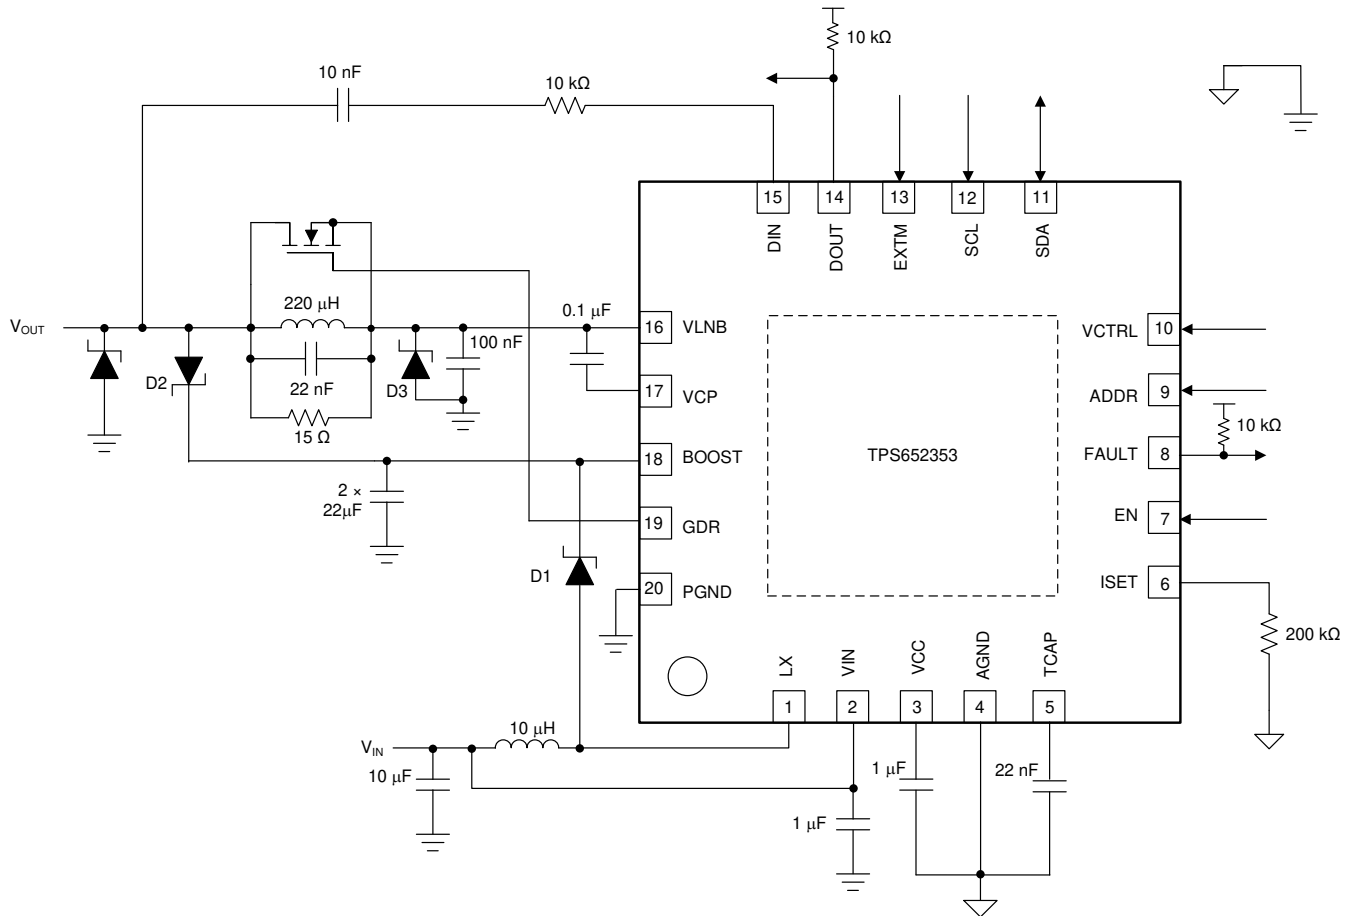 10 kΩ
10 nF
10 kΩ
15
14
13
12
11
DIN
DOUT
EXTM
SCL
SDA
220 μH
0.1 μF
VOUT
16
VLNB
VCTRL
10
100 nF
D2
22 nF
D3
17
VCP
ADDR
9
15 Ω
10 kΩ
18
BOOST
TPS652353
FAULT
8
2 ×
22μF
19
GDR
EN
7
D1
20
PGND
ISET
6
200 kΩ
LX
VIN
VCC
AGND
TCAP
1
2
3
4
5
10 μH
VIN
10 μF
1 μF
22 nF
1 μF